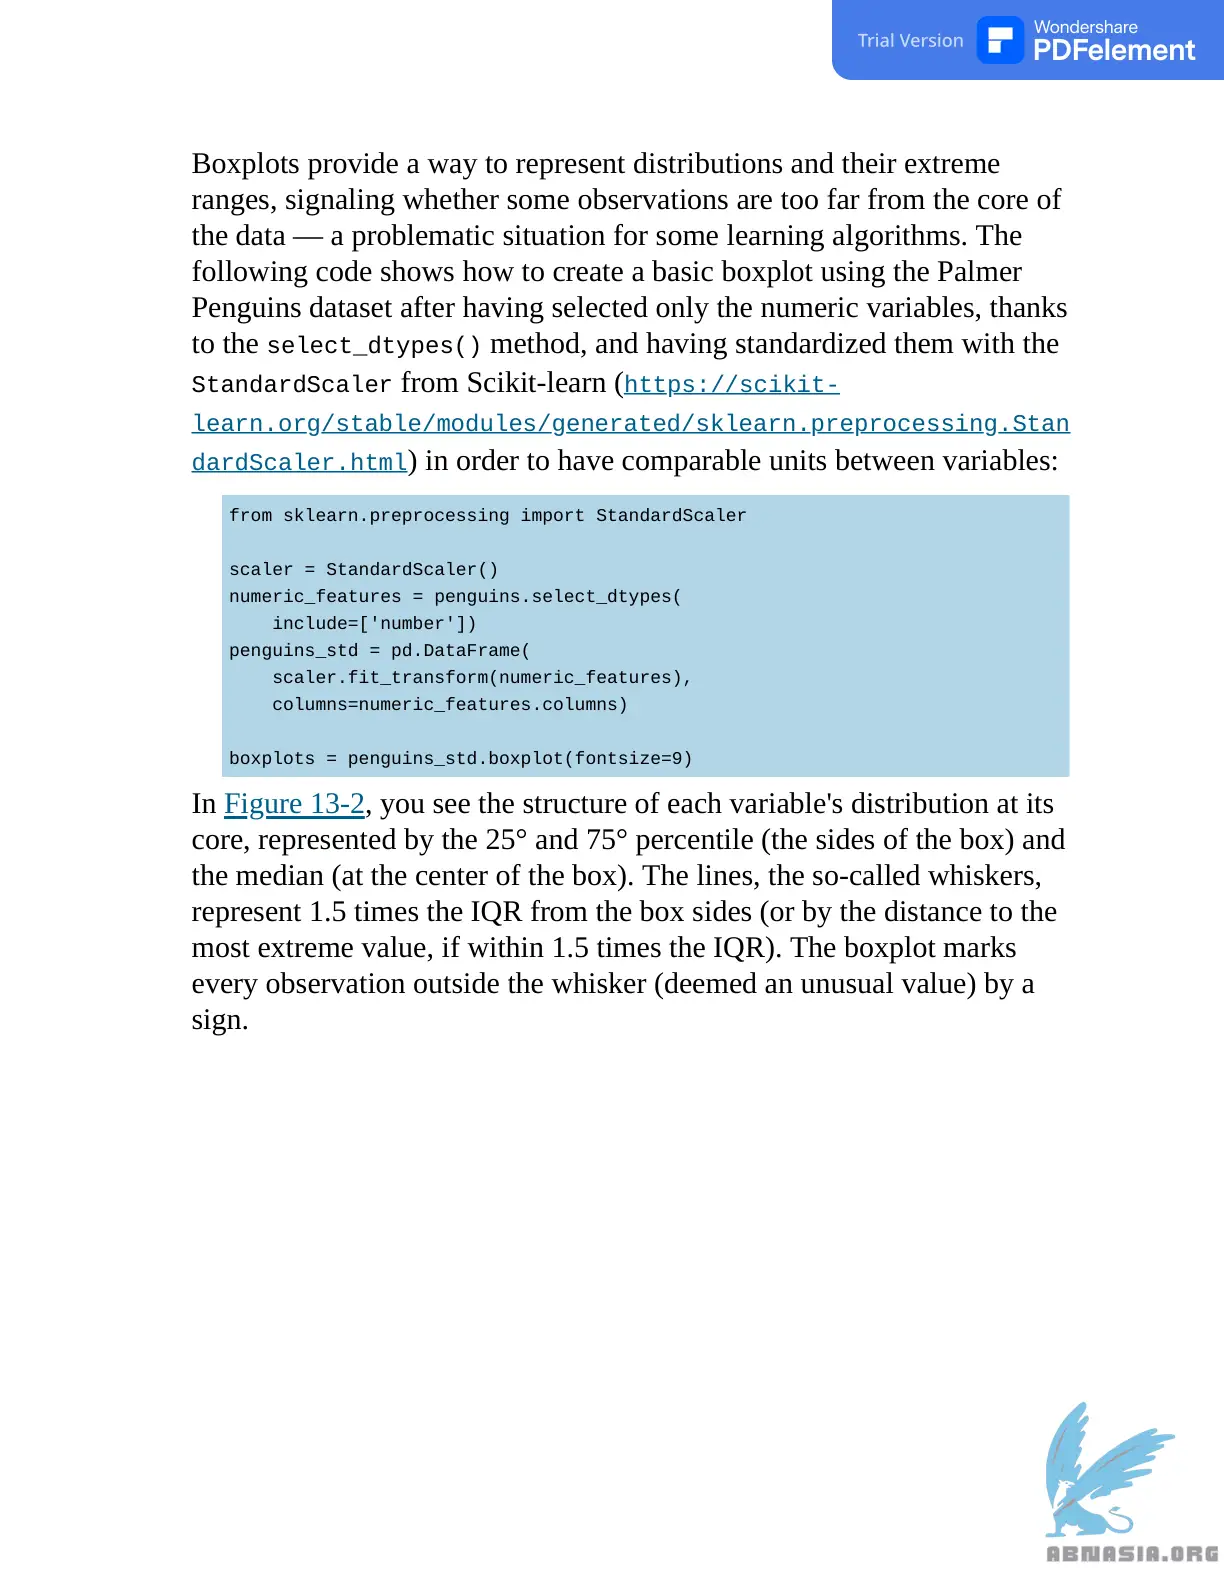 Trial Version
Wondershare
PDFelement
Boxplots provide a way to represent distributions and their extreme
ranges, signaling whether some observations are too far from the core of
the data — a problematic situation for some learning algorithms. The
following code shows how to create a basic boxplot using the Palmer
Penguins dataset after having selected only the numeric variables, thanks
to the select_dtypes() method, and having standardized them with the
StandardScaler from Scikit-learn (https://scikit-
learn.org/stable/modules/generated/sklearn.preprocessing.Stan
dardScaler.html) in order to have comparable units between variables:
from sklearn.preprocessing import StandardScaler
scaler = StandardScaler()
numeric_features = penguins.select_dtypes(
    include=['number'])
penguins_std = pd.DataFrame(
    scaler.fit_transform(numeric_features),
    columns=numeric_features.columns)
boxplots = penguins_std.boxplot(fontsize=9)
In Figure 13-2, you see the structure of each variable's distribution at its
core, represented by the 25° and 75° percentile (the sides of the box) and
the median (at the center of the box). The lines, the so-called whiskers,
represent 1.5 times the IQR from the box sides (or by the distance to the
most extreme value, if within 1.5 times the IQR). The boxplot marks
every observation outside the whisker (deemed an unusual value) by a
sign.
ABNASIA.ORG